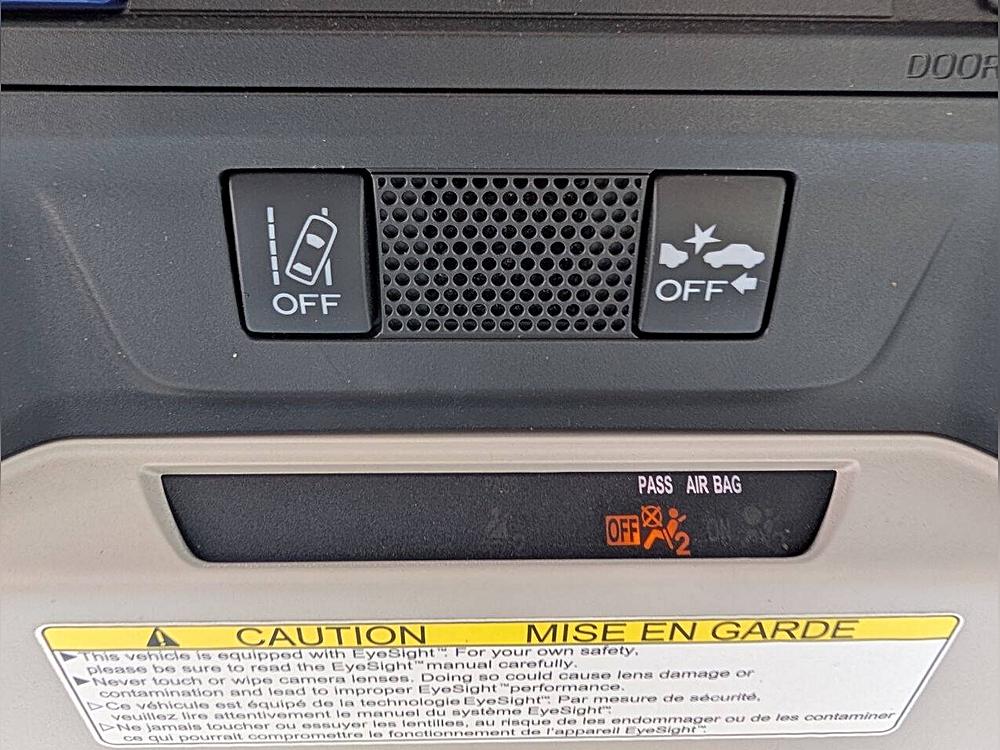 DOOR
OFF
OFF
PASS AIR BAG
OFF 2 ON
CAUTION MISE EN GARDE
▶This vehicle is equipped with EyeSight™. For your own safety,
please be sure to read the EyeSight™ manual carefully.
▶Never touch or wipe camera lenses. Doing so could cause lens damage or
contamination and lead to improper EyeSight™ performance.
▷Ce véhicule est équipé de la technologie EyeSight™. Par mesure de sécurité,
veuillez lire attentivement le manuel du système EyeSight™.
▷Ne jamais toucher ou essuyer les lentilles, au risque de les endommager ou de les contaminer
ce qui pourrait compromettre le fonctionnement de l'appareil EyeSight™.